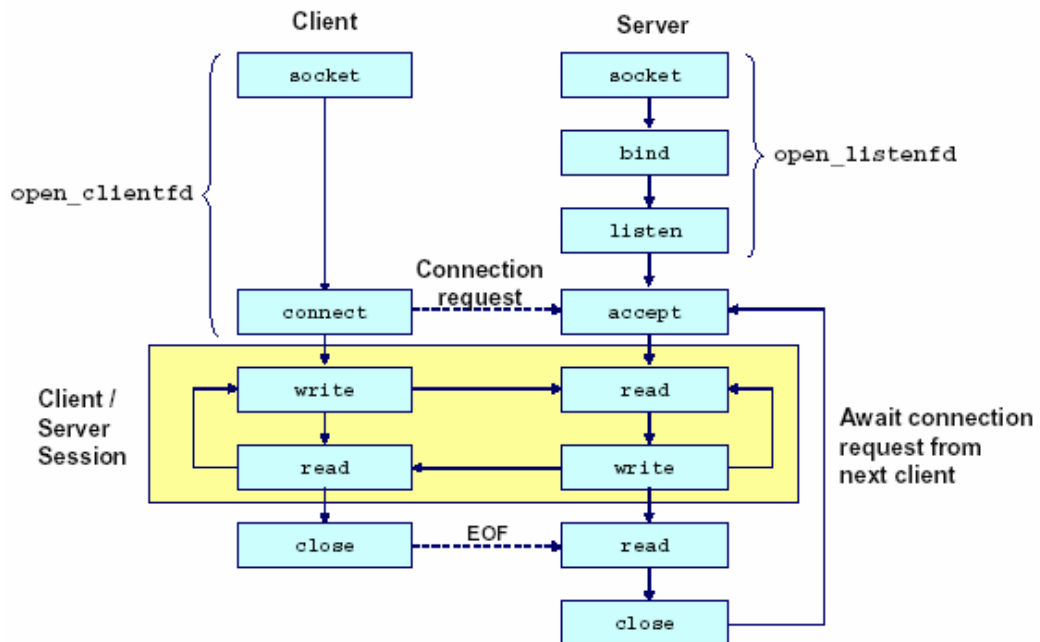 Client
Server
socket
socket
bind
open_listenfd
open_clientfd
listen
Connection
request
connect
accept
Client /
Server
Session
write
read
Await connection
request from
next client
read
write
close
EOF
read
close